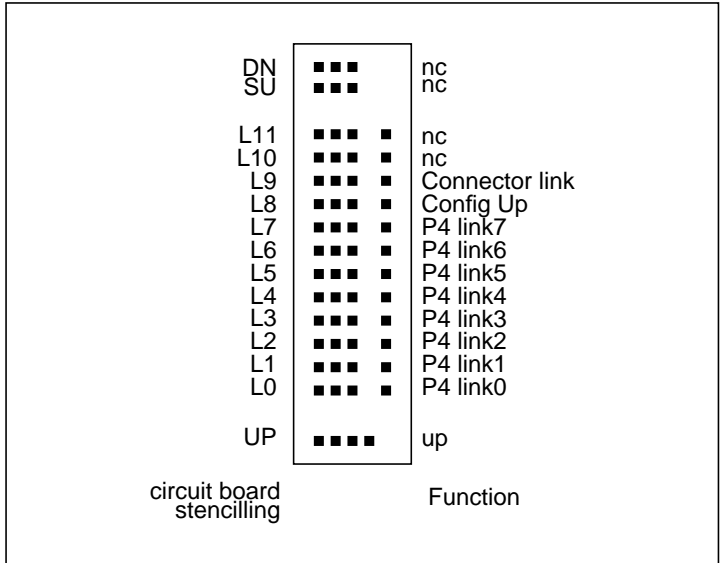 DN nc
SU nc
L11 nc
L10 nc
L9 Connector link
L8 Config Up
L7 P4 link7
L6 P4 link6
L5 P4 link5
L4 P4 link4
L3 P4 link3
L2 P4 link2
L1 P4 link1
L0 P4 link0
UP up
circuit board
stencilling
Function